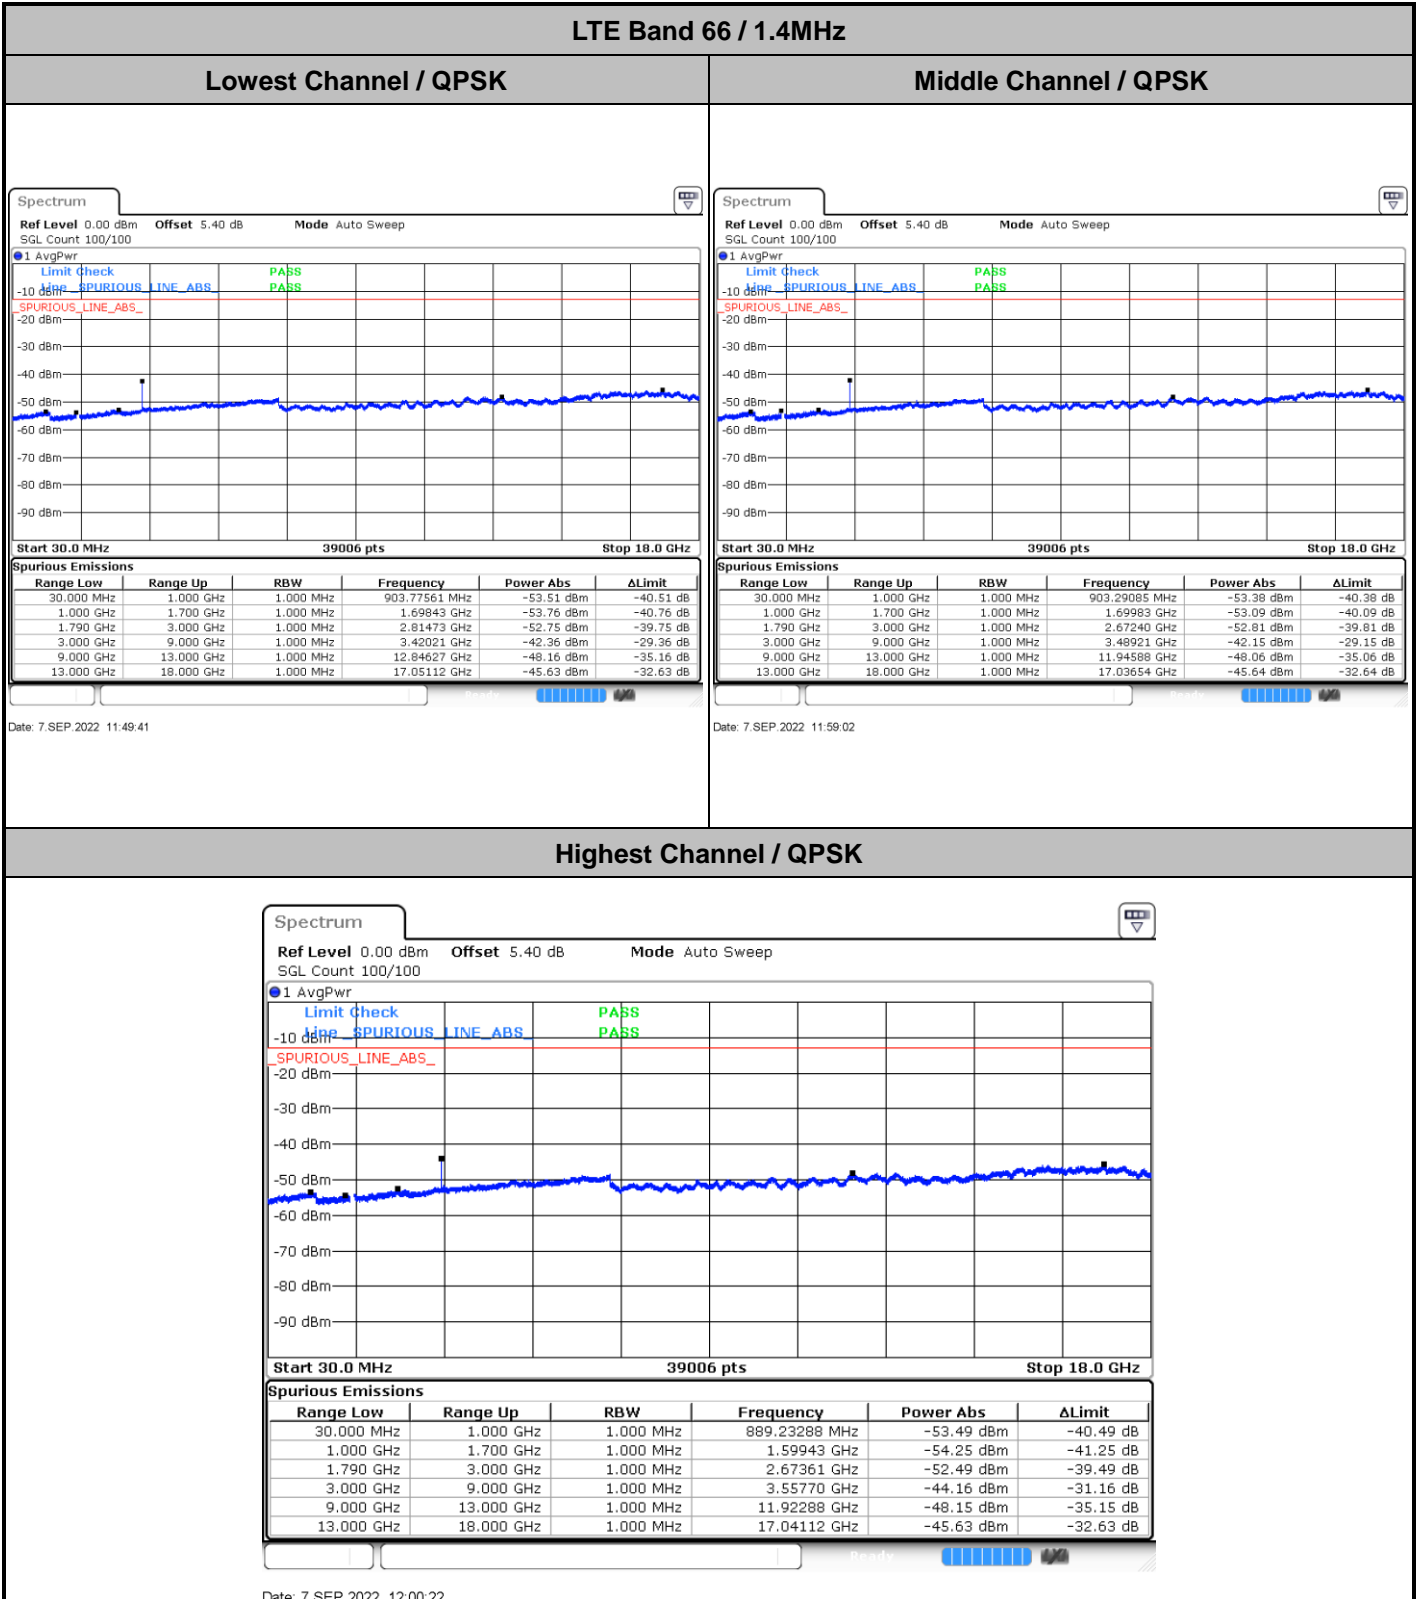 LTE Band 66 / 1.4MHz
Lowest Channel / QPSK
Middle Channel / QPSK
Spectrum
Ref Level 0.00 dBm Offset 5.40 dB Mode Auto Sweep
SGL Count 100/100
1 AvgPwr
Limit Check PASS
Line _SPURIOUS_LINE_ABS_ PASS
-10 dBm
_SPURIOUS_LINE_ABS_
-20 dBm
-30 dBm
-40 dBm
-50 dBm
-60 dBm
-70 dBm
-80 dBm
-90 dBm
Start 30.0 MHz 39006 pts Stop 18.0 GHz
Spurious Emissions
Range Low Range Up RBW Frequency Power Abs ΔLimit
30.000 MHz 1.000 GHz 1.000 MHz 903.77561 MHz -53.51 dBm -40.51 dB
1.000 GHz 1.700 GHz 1.000 MHz 1.69843 GHz -53.76 dBm -40.76 dB
1.790 GHz 3.000 GHz 1.000 MHz 2.81473 GHz -52.75 dBm -39.75 dB
3.000 GHz 9.000 GHz 1.000 MHz 3.42021 GHz -42.36 dBm -29.36 dB
9.000 GHz 13.000 GHz 1.000 MHz 12.84627 GHz -48.16 dBm -35.16 dB
13.000 GHz 18.000 GHz 1.000 MHz 17.05112 GHz -45.63 dBm -32.63 dB
Ready
Date: 7.SEP.2022 11:49:41
Spectrum
Ref Level 0.00 dBm Offset 5.40 dB Mode Auto Sweep
SGL Count 100/100
1 AvgPwr
Limit Check PASS
Line _SPURIOUS_LINE_ABS_ PASS
-10 dBm
_SPURIOUS_LINE_ABS_
-20 dBm
-30 dBm
-40 dBm
-50 dBm
-60 dBm
-70 dBm
-80 dBm
-90 dBm
Start 30.0 MHz 39006 pts Stop 18.0 GHz
Spurious Emissions
Range Low Range Up RBW Frequency Power Abs ΔLimit
30.000 MHz 1.000 GHz 1.000 MHz 903.29085 MHz -53.38 dBm -40.38 dB
1.000 GHz 1.700 GHz 1.000 MHz 1.69983 GHz -53.09 dBm -40.09 dB
1.790 GHz 3.000 GHz 1.000 MHz 2.67240 GHz -52.81 dBm -39.81 dB
3.000 GHz 9.000 GHz 1.000 MHz 3.48921 GHz -42.15 dBm -29.15 dB
9.000 GHz 13.000 GHz 1.000 MHz 11.94588 GHz -48.06 dBm -35.06 dB
13.000 GHz 18.000 GHz 1.000 MHz 17.03654 GHz -45.64 dBm -32.64 dB
Ready
Date: 7.SEP.2022 11:59:02
Highest Channel / QPSK
Spectrum
Ref Level 0.00 dBm Offset 5.40 dB Mode Auto Sweep
SGL Count 100/100
1 AvgPwr
Limit Check PASS
Line _SPURIOUS_LINE_ABS_ PASS
-10 dBm
_SPURIOUS_LINE_ABS_
-20 dBm
-30 dBm
-40 dBm
-50 dBm
-60 dBm
-70 dBm
-80 dBm
-90 dBm
Start 30.0 MHz 39006 pts Stop 18.0 GHz
Spurious Emissions
Range Low Range Up RBW Frequency Power Abs ΔLimit
30.000 MHz 1.000 GHz 1.000 MHz 889.23288 MHz -53.49 dBm -40.49 dB
1.000 GHz 1.700 GHz 1.000 MHz 1.59943 GHz -54.25 dBm -41.25 dB
1.790 GHz 3.000 GHz 1.000 MHz 2.67361 GHz -52.49 dBm -39.49 dB
3.000 GHz 9.000 GHz 1.000 MHz 3.55770 GHz -44.16 dBm -31.16 dB
9.000 GHz 13.000 GHz 1.000 MHz 11.92288 GHz -48.15 dBm -35.15 dB
13.000 GHz 18.000 GHz 1.000 MHz 17.04112 GHz -45.63 dBm -32.63 dB
Ready
Date: 7.SEP.2022 12:00:22